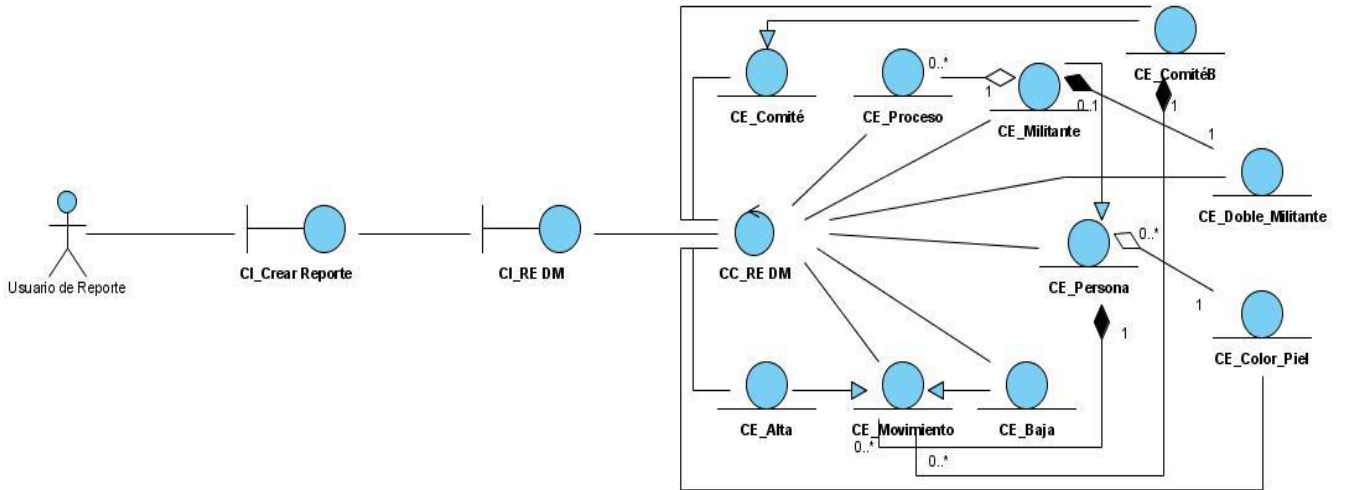 CE_ComitéB
0..*
1
CE_Comité
CE_Proceso
CE_Militante
0..1
1
1
CE_Doble_Militante
Usuario de Reporte
CI_Crear Reporte
CI_RE DM
CC_RE DM
CE_Persona
0..*
1
1
CE_Color_Piel
CE_Alta
CE_Movimiento
CE_Baja
0..*
0..*